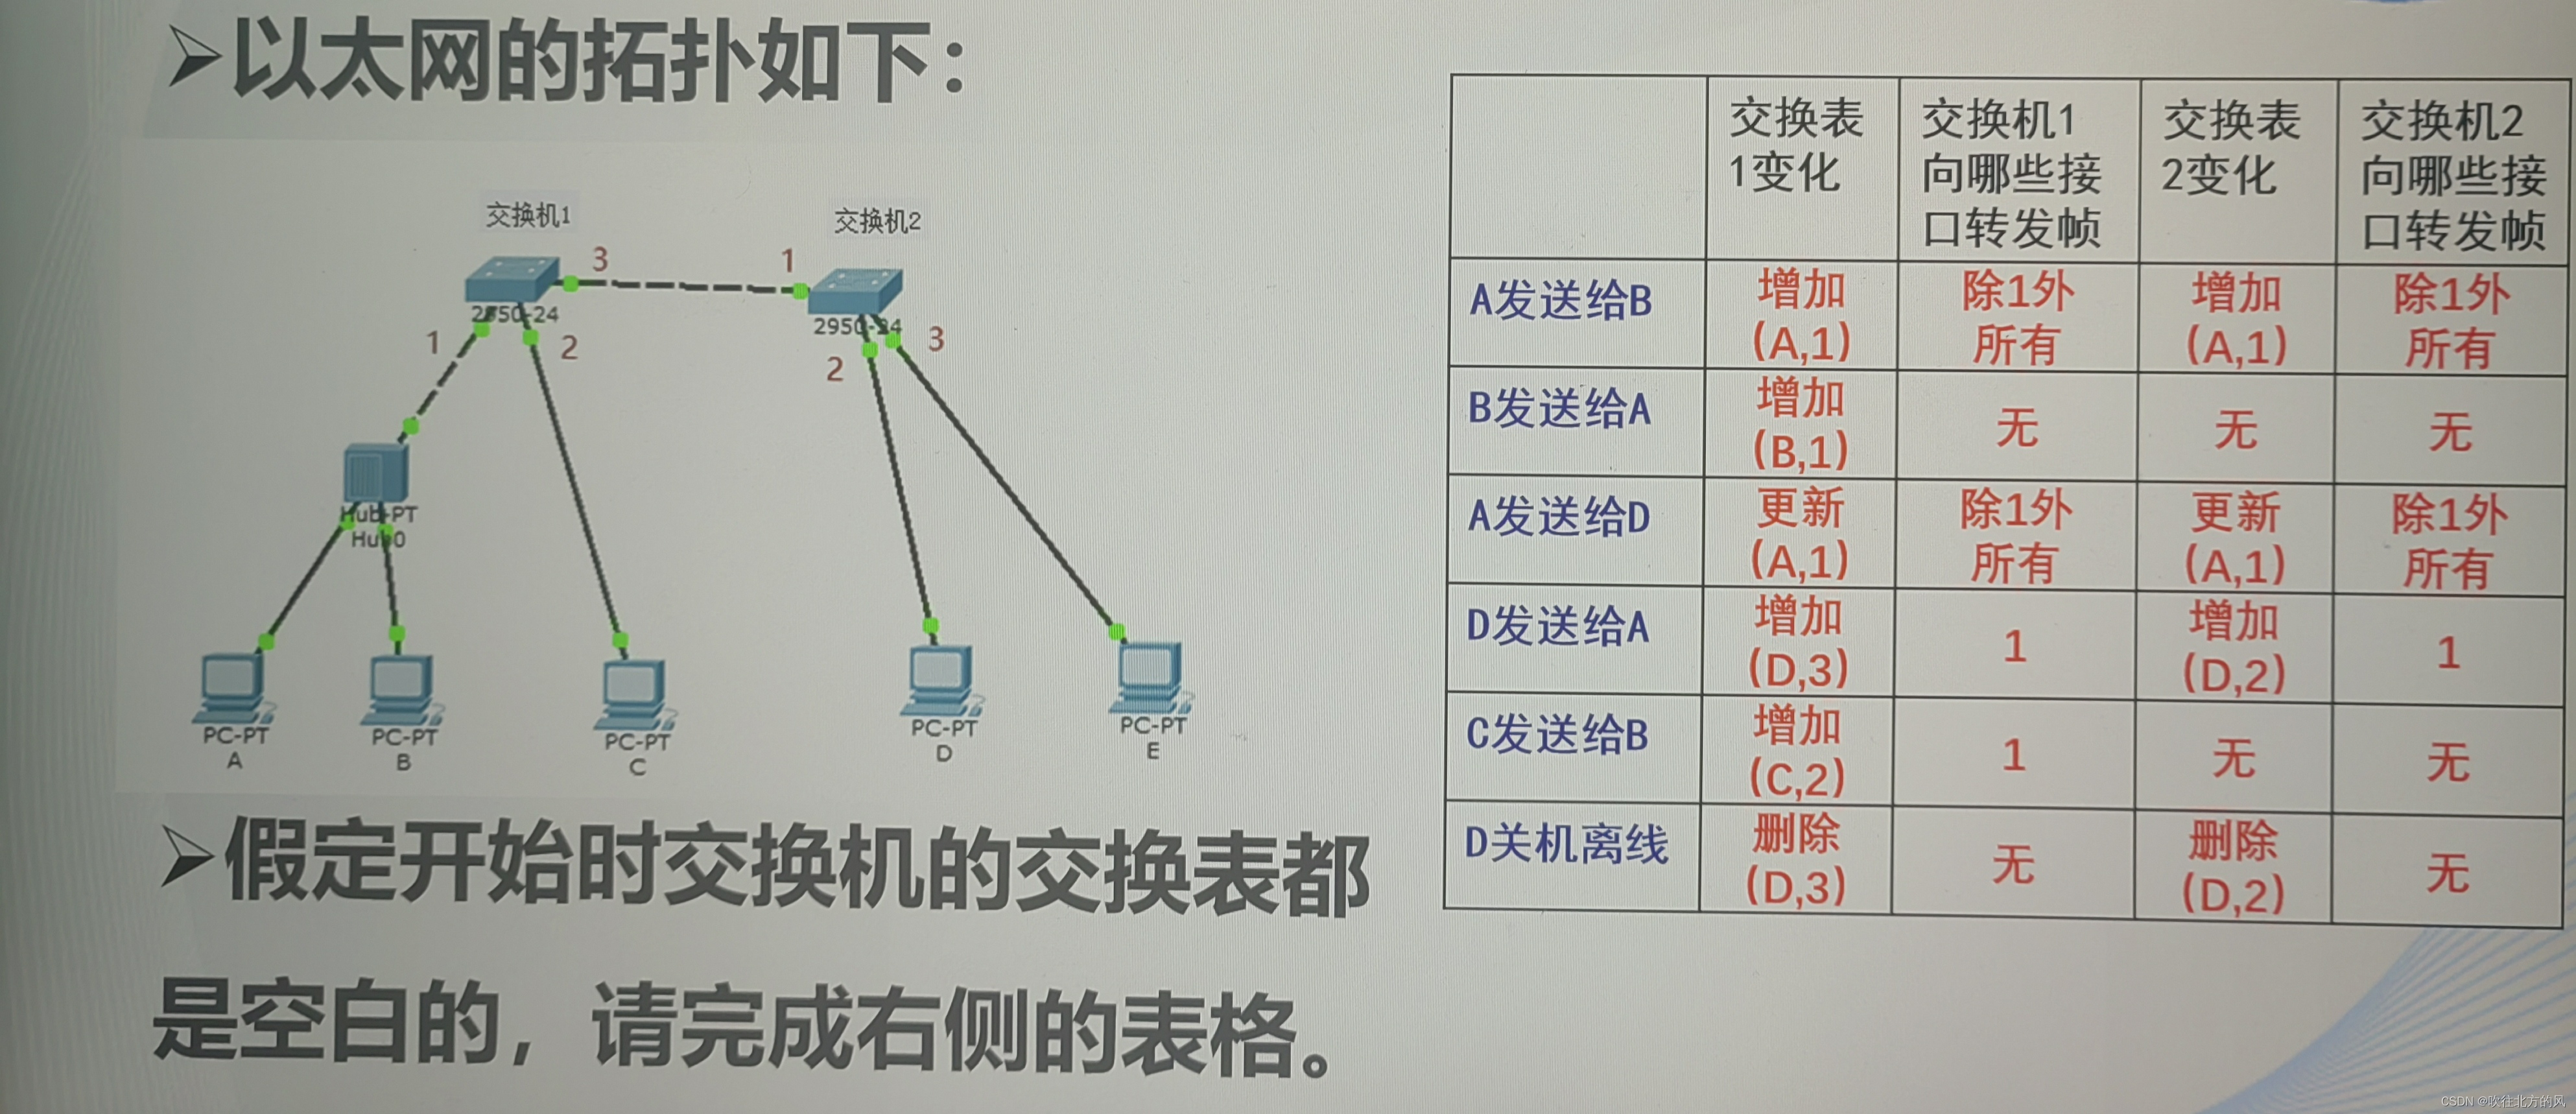 ➢以太网的拓扑如下：
交换机1
交换机2
3
1
2950-24
2950-24
1
2
2
3
Hub-PT
Hub0
PC-PT
A
PC-PT
B
PC-PT
C
PC-PT
D
PC-PT
E
➢假定开始时交换机的交换表都
是空白的，请完成右侧的表格。
交换表
1变化
交换机1
向哪些接
口转发帧
交换表
2变化
交换机2
向哪些接
口转发帧
A发送给B
增加
(A,1)
除1外
所有
增加
(A,1)
除1外
所有
B发送给A
增加
(B,1)
无
无
无
A发送给D
更新
(A,1)
除1外
所有
更新
(A,1)
除1外
所有
D发送给A
增加
(D,3)
1
增加
(D,2)
1
C发送给B
增加
(C,2)
1
无
无
D关机离线
删除
(D,3)
无
删除
(D,2)
无
CSDN @吹往北方的风